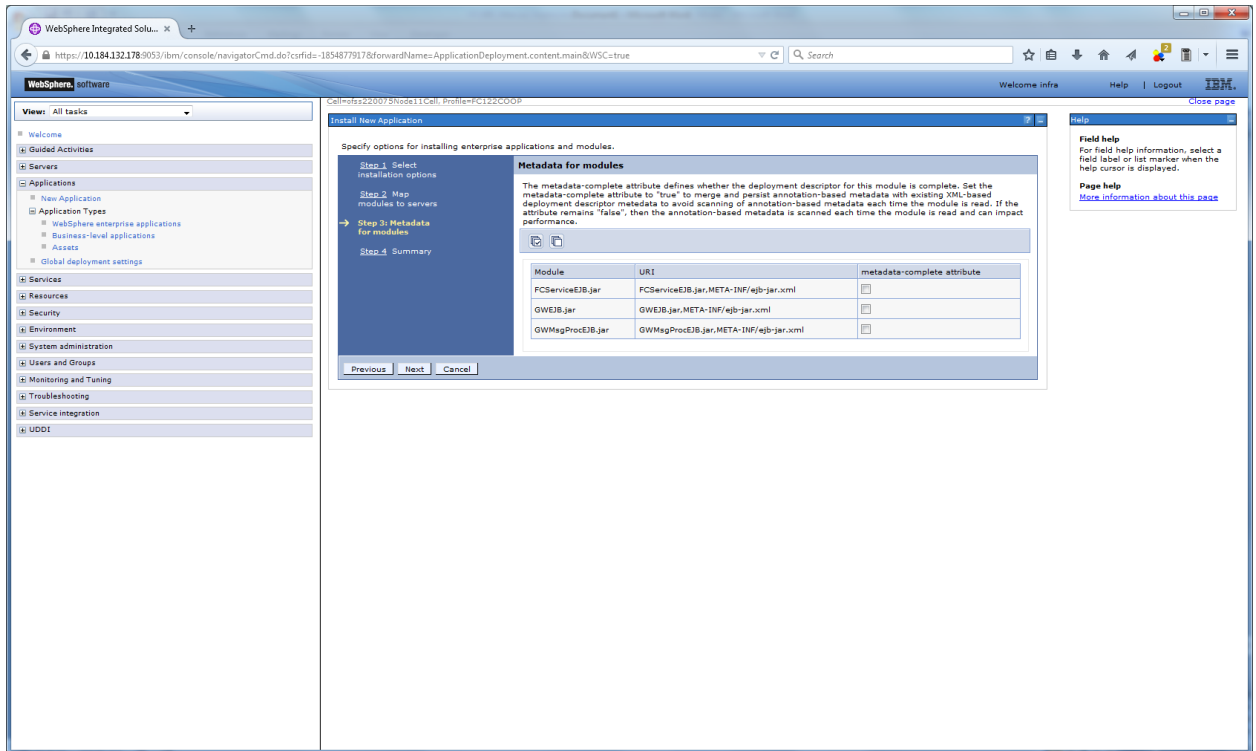 WebSphere Integrated Solu... × +
https://10.184.132.178:9053/ibm/console/navigatorCmd.do?csrfid=-1854877917&forwardName=ApplicationDeployment.content.main&WSC=true
Search
2
WebSphere. software
Welcome infra Help | Logout IBM.
View: All tasks
Cell=ofss220075Node11Cell, Profile=FC122COOP
Close page
Welcome
Guided Activities
Servers
Applications
New Application
Application Types
WebSphere enterprise applications
Business-level applications
Assets
Global deployment settings
Services
Resources
Security
Environment
System administration
Users and Groups
Monitoring and Tuning
Troubleshooting
Service integration
UDDI
Install New Application ?
Specify options for installing enterprise applications and modules.
Step 1 Select
installation options
Step 2 Map
modules to servers
Step 3: Metadata
for modules
Step 4 Summary
Metadata for modules
The metadata-complete attribute defines whether the deployment descriptor for this module is complete. Set the
metadata-complete attribute to "true" to merge and persist annotation-based metadata with existing XML-based
deployment descriptor metedata to avoid scanning of annotation-based metadata each time the module is read. If the
attribute remains "false", then the annotation-based metadata is scanned each time the module is read and can impact
performance.
Module URI metadata-complete attribute
FCServiceEJB.jar FCServiceEJB.jar,META-INF/ejb-jar.xml
GWEJB.jar GWEJB.jar,META-INF/ejb-jar.xml
GWMsgProcEJB.jar GWMsgProcEJB.jar,META-INF/ejb-jar.xml
Previous Next Cancel
Help
Field help
For field help information, select a
field label or list marker when the
help cursor is displayed.
Page help
More information about this page